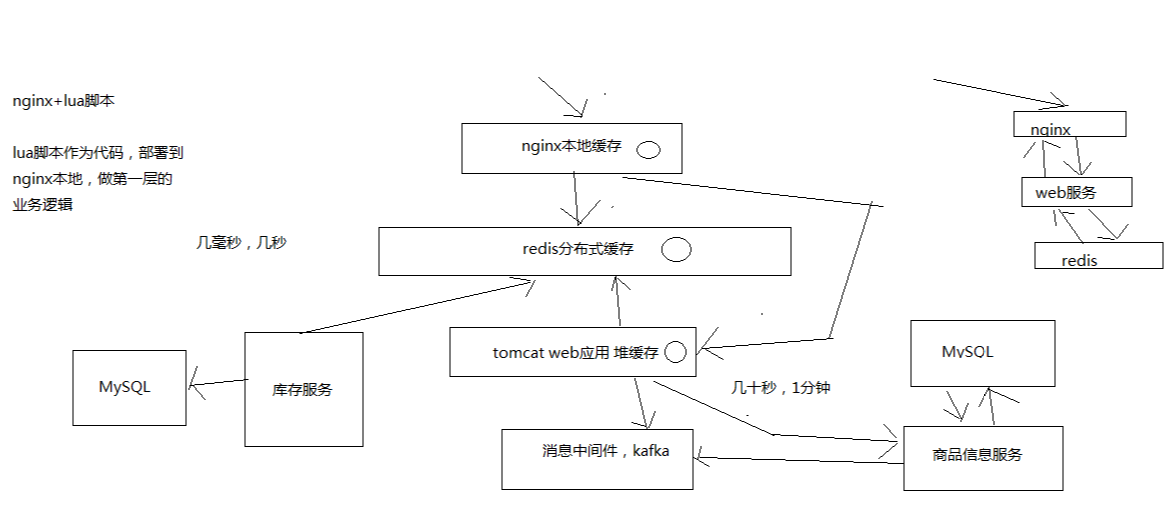 nginx+lua脚本
lua脚本作为代码，部署到
nginx本地，做第一层的
业务逻辑
几毫秒，几秒
nginx本地缓存
redis分布式缓存
tomcat web应用 堆缓存
MySQL
库存服务
几十秒，1分钟
消息中间件，kafka
nginx
web服务
redis
MySQL
商品信息服务